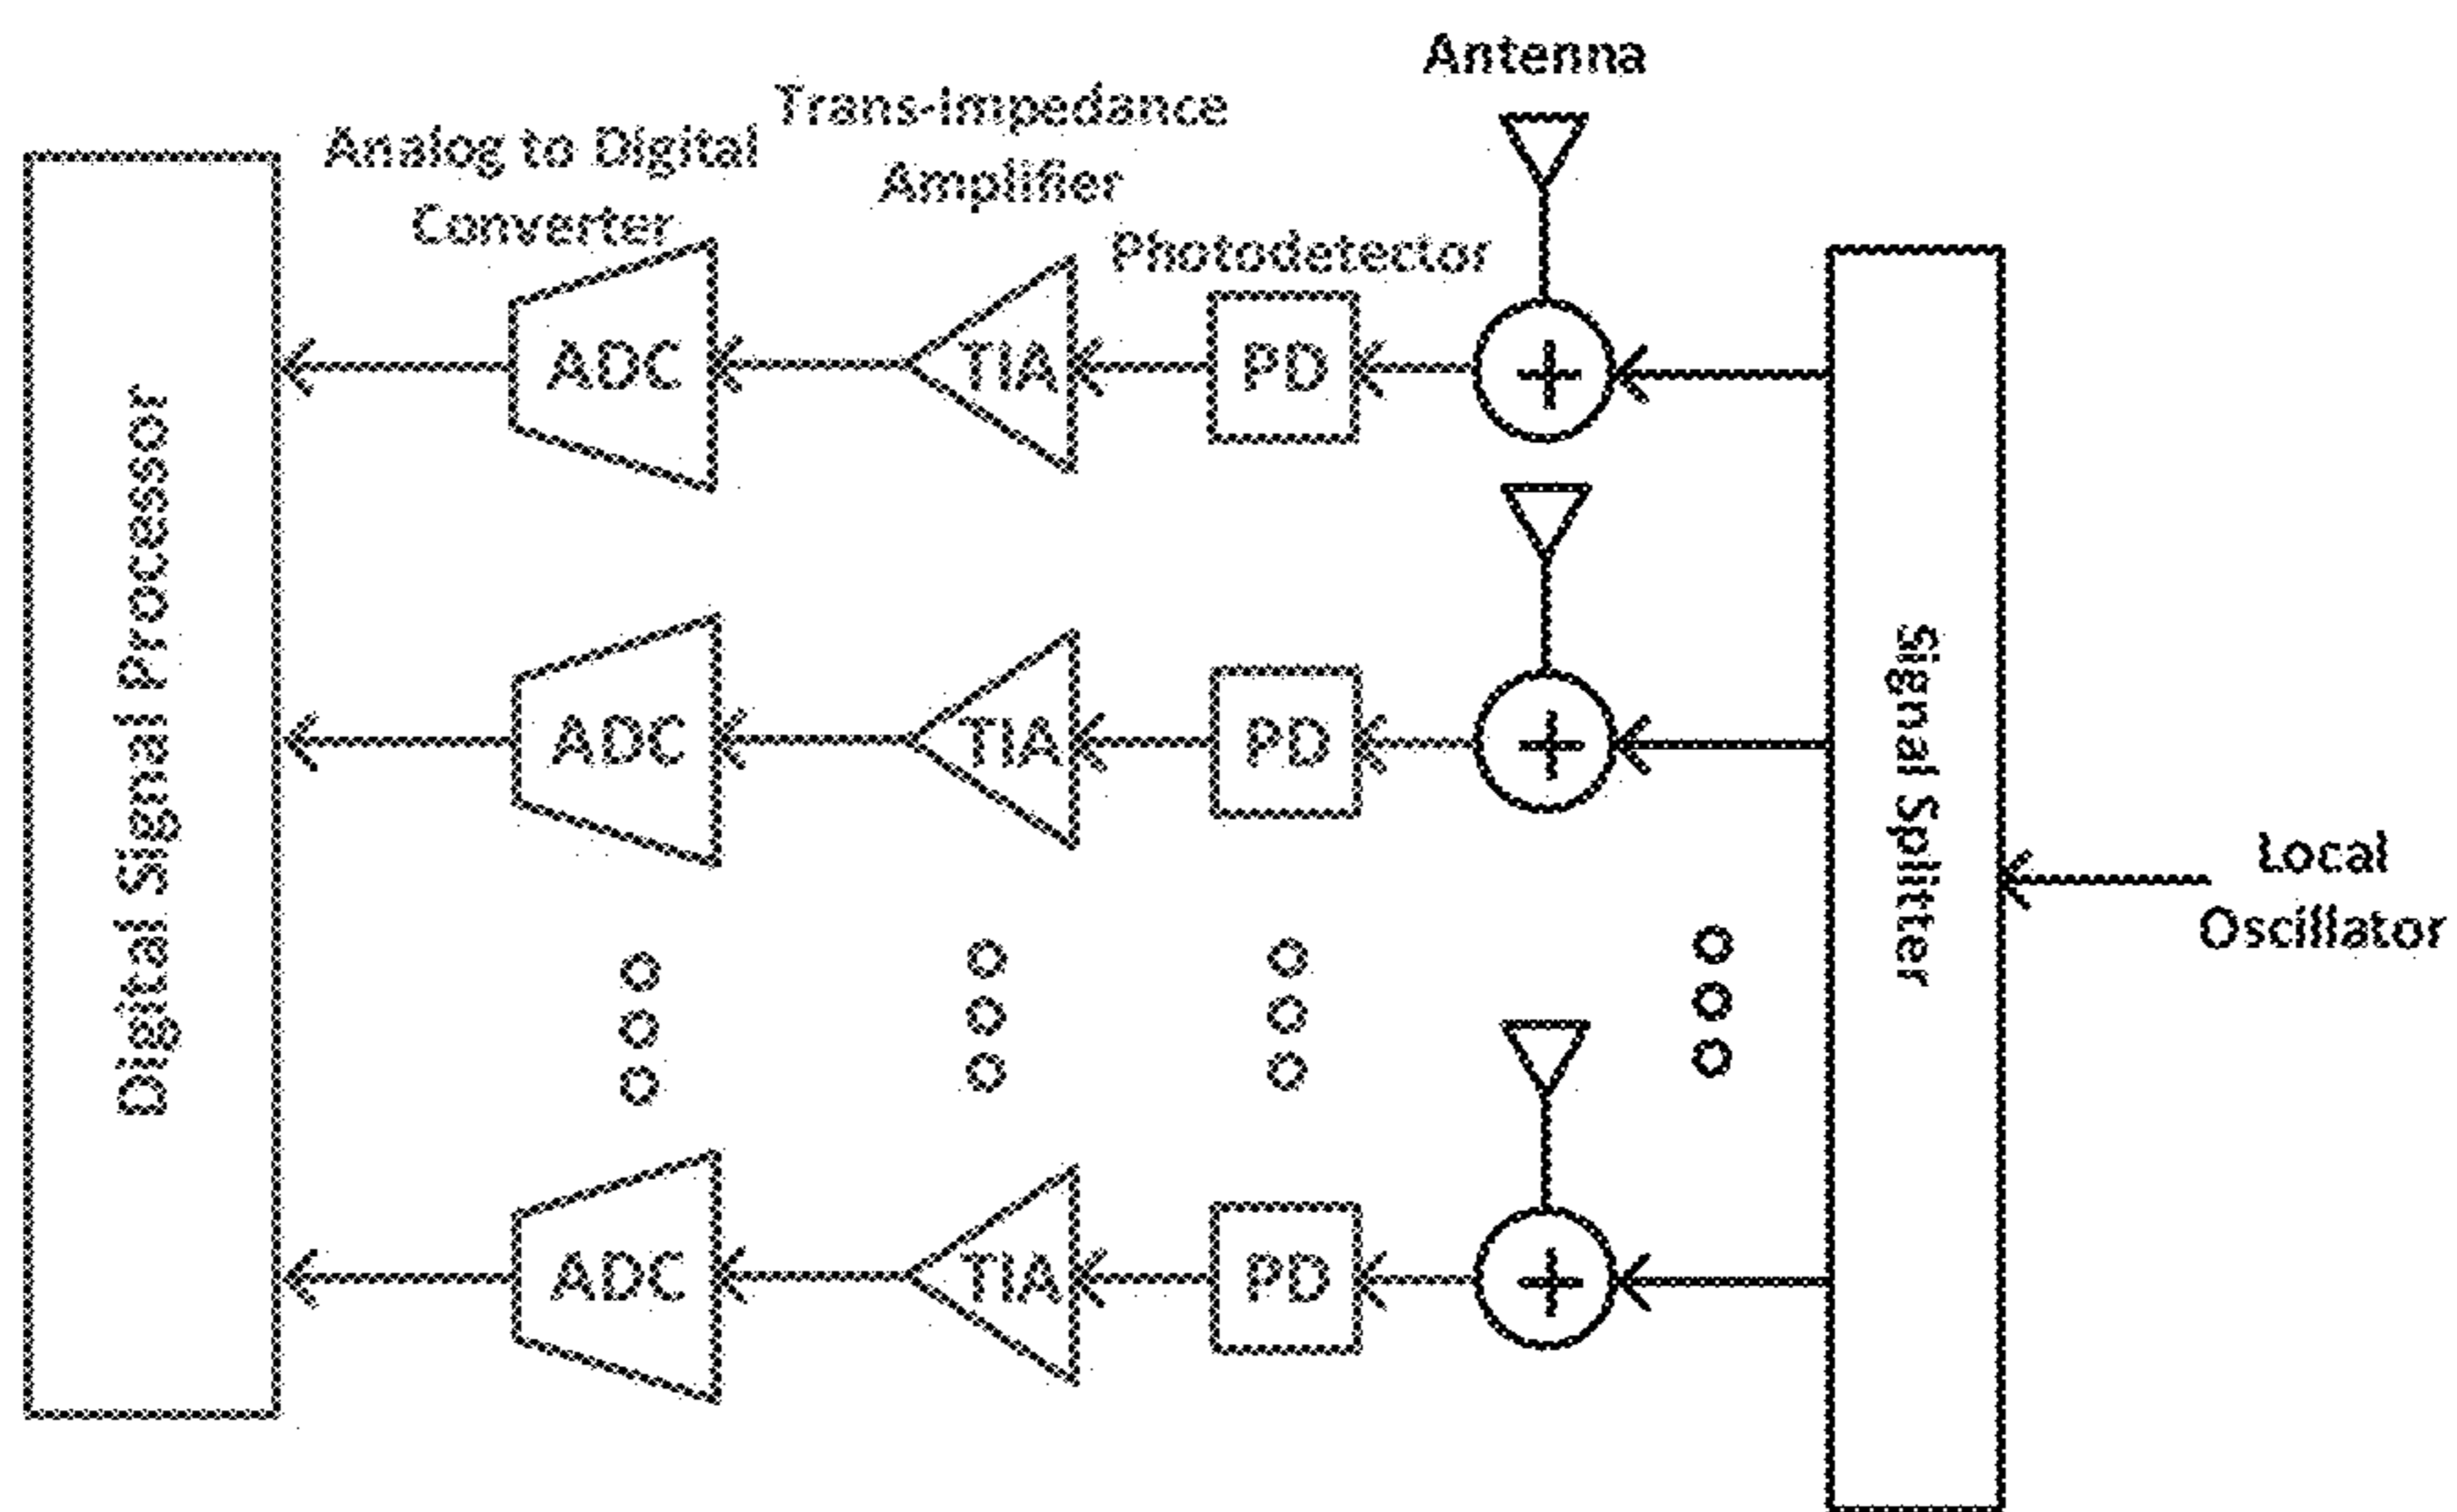 Antenna
Trans-Impedance
Amplifier
Analog to Digital
Converter
Photodetector
ADC
TIA
PD
+
ADC
TIA
PD
+
ADC
TIA
PD
+
Digital Signal Processor
Signal Splitter
Local
Oscillator